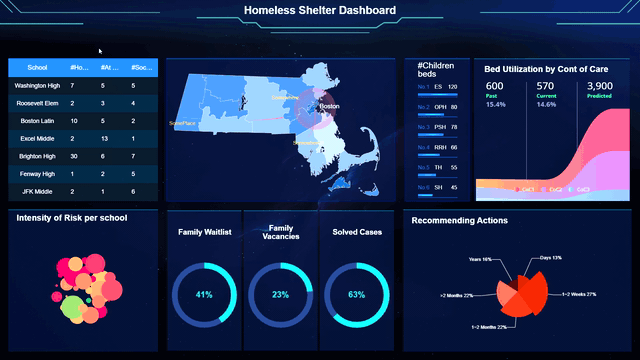 Homeless Shelter Dashboard
School #Ho... #At ... #Soc...
Washington High 7 5 5
Roosevelt Elem 2 3 4
Boston Latin 10 5 2
Excel Middle 2 13 1
Brighton High 30 6 7
Fenway High 1 2 5
JFK Middle 2 1 6
Boston
#Children
beds
No.1 ES 120
No.2 OPH 80
No.3 PSH 78
No.4 RRH 66
No.5 TH 55
No.6 SH 45
Bed Utilization by Cont of Care
600 570 3,900
Past Current Predicted
15.4% 14.6%
CoC1 CoC2 CoC3
Intensity of Risk per school
Family Waitlist
41%
Family
Vacancies
23%
Solved Cases
63%
Recommending Actions
Years 16%
Days 13%
>2 Months 22%
1~2 Weeks 27%
1~2 Months 22%